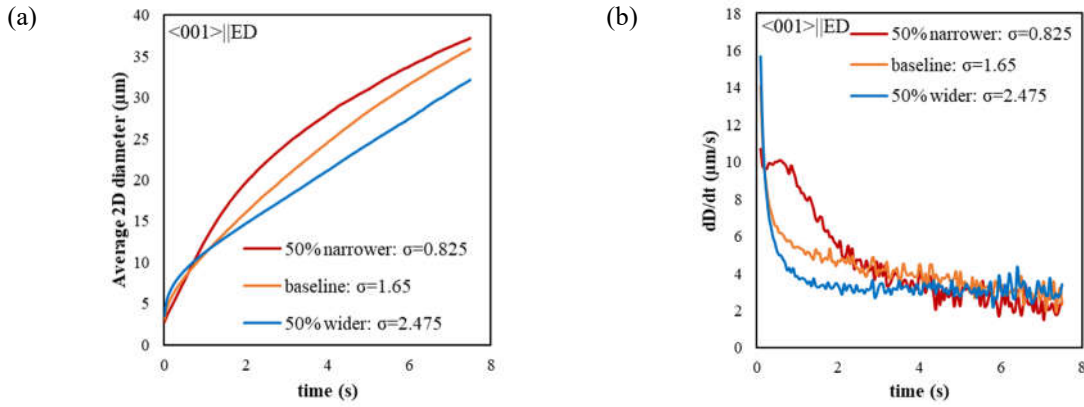 (a)
<001>||ED
Average 2D diameter (μm)
40
35
30
25
20
15
10
5
0
50% narrower: σ=0.825
baseline: σ=1.65
50% wider: σ=2.475
0 2 4 6 8
time (s)
(b)
<001>||ED
dD/dt (μm/s)
18
16
14
12
10
8
6
4
2
0
50% narrower: σ=0.825
baseline: σ=1.65
50% wider: σ=2.475
0 2 4 6 8
time (s)